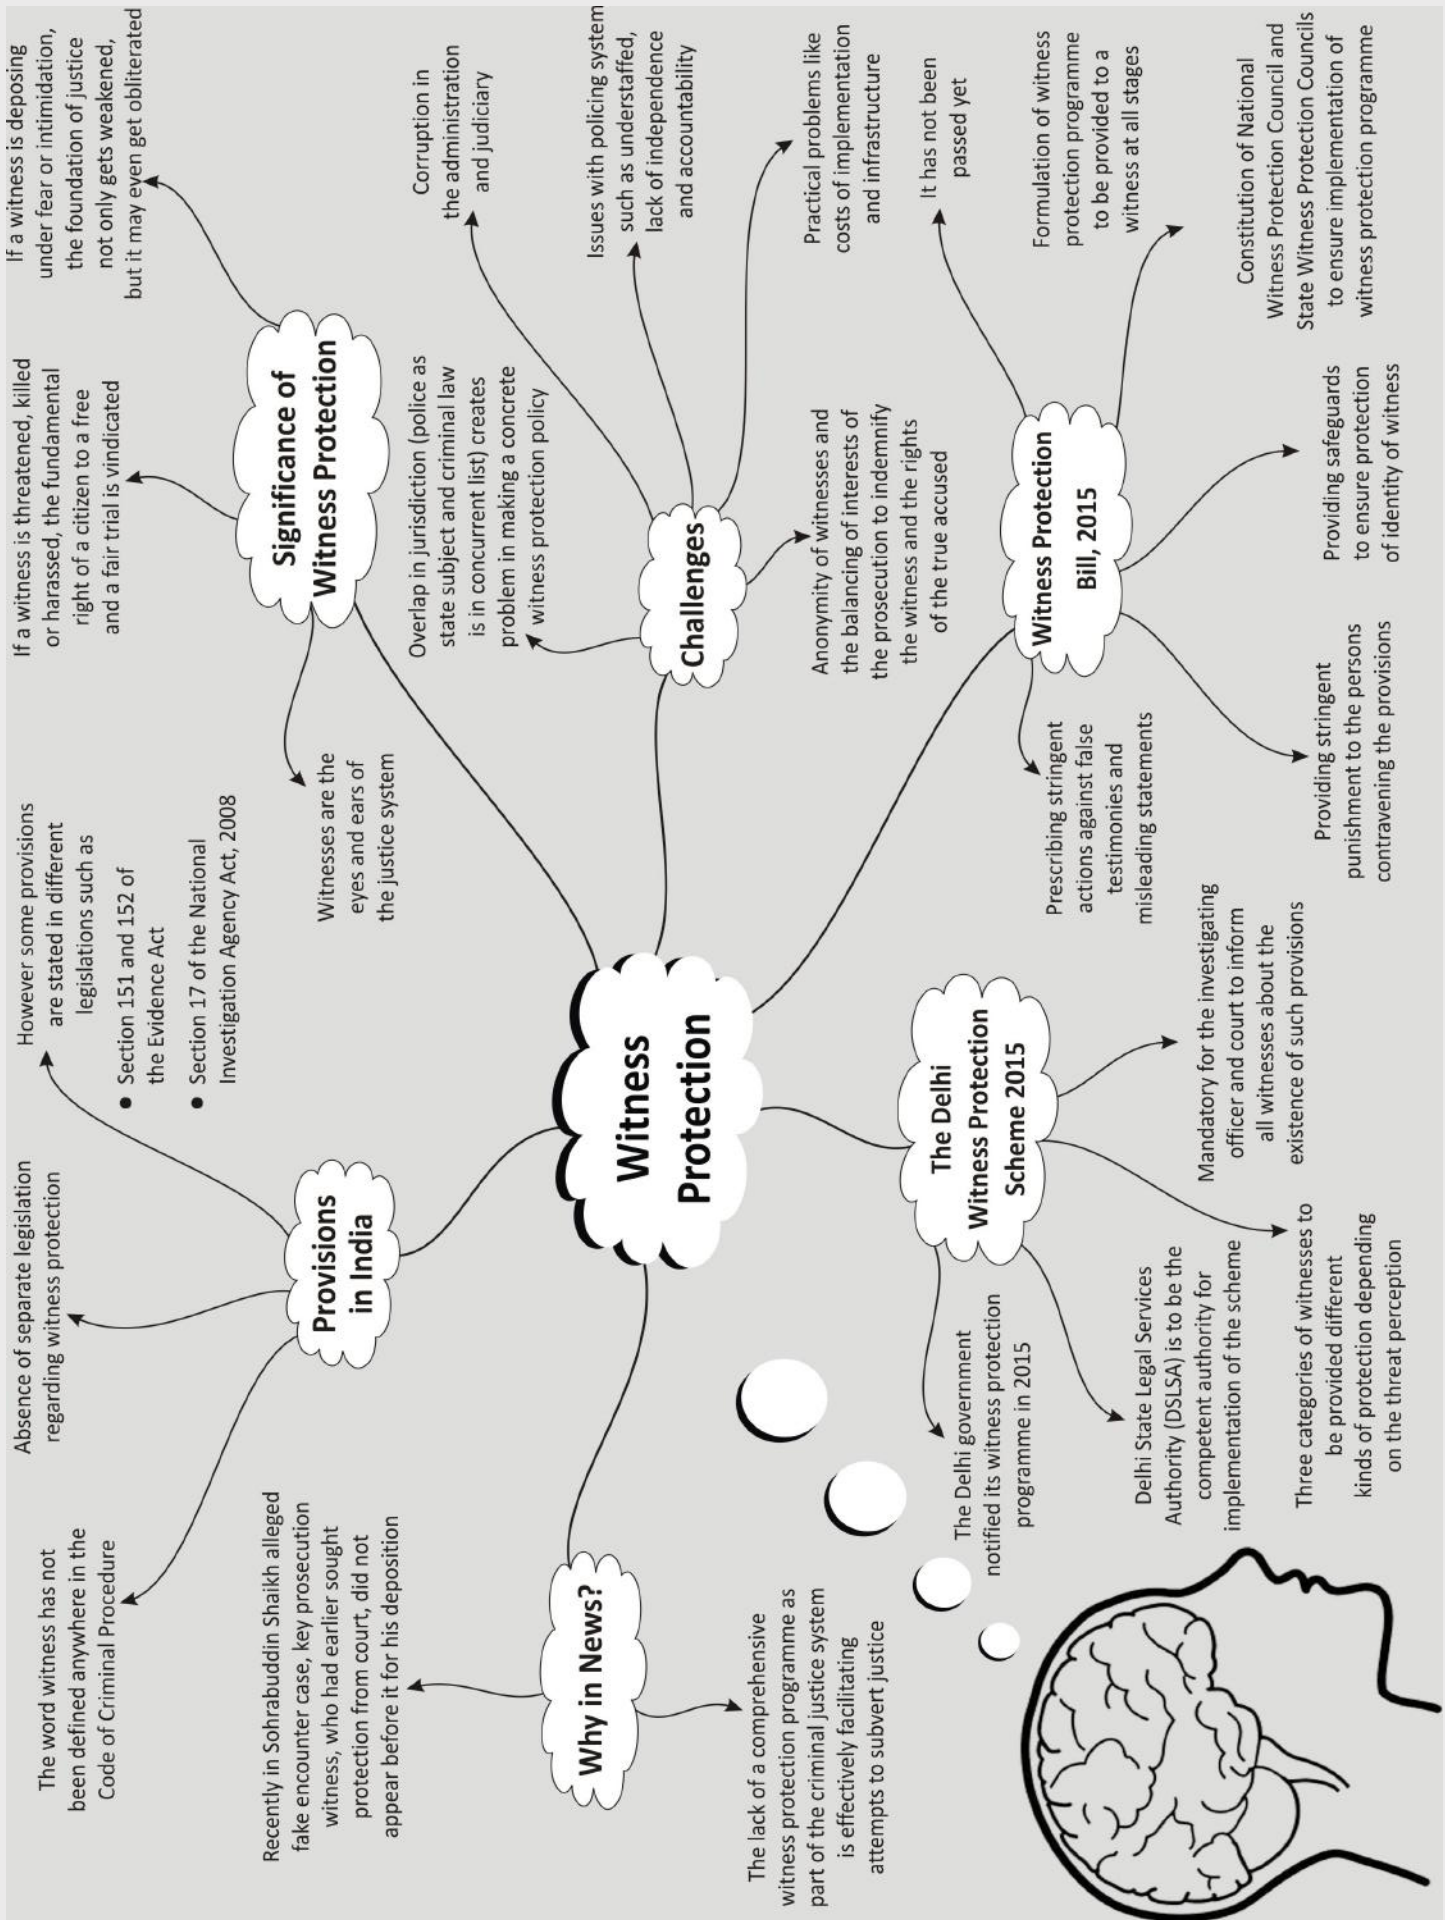 Witness
Protection
Why in News?
Recently in Sohrabuddin Shaikh alleged
fake encounter case, key prosecution
witness, who had earlier sought
protection from court, did not
appear before it for his deposition
The lack of a comprehensive
witness protection programme as
part of the criminal justice system
is effectively facilitating
attempts to subvert justice
Provisions
in India
The word witness has not
been defined anywhere in the
Code of Criminal Procedure
Absence of separate legislation
regarding witness protection
However some provisions
are stated in different
legislations such as
● Section 151 and 152 of
the Evidence Act
● Section 17 of the National
Investigation Agency Act, 2008
Significance of
Witness Protection
Witnesses are the
eyes and ears of
the justice system
If a witness is threatened, killed
or harassed, the fundamental
right of a citizen to a free
and a fair trial is vindicated
If a witness is deposing
under fear or intimidation,
the foundation of justice
not only gets weakened,
but it may even get obliterated
Challenges
Overlap in jurisdiction (police as
state subject and criminal law
is in concurrent list) creates
problem in making a concrete
witness protection policy
Corruption in
the administration
and judiciary
Issues with policing system
such as understaffed,
lack of independence
and accountability
Practical problems like
costs of implementation
and infrastructure
Anonymity of witnesses and
the balancing of interests of
the prosecution to indemnify
the witness and the rights
of the true accused
Witness Protection
Bill, 2015
It has not been
passed yet
Formulation of witness
protection programme
to be provided to a
witness at all stages
Constitution of National
Witness Protection Council and
State Witness Protection Councils
to ensure implementation of
witness protection programme
Providing safeguards
to ensure protection
of identity of witness
Providing stringent
punishment to the persons
contravening the provisions
Prescribing stringent
actions against false
testimonies and
misleading statements
The Delhi
Witness Protection
Scheme 2015
The Delhi government
notified its witness protection
programme in 2015
Delhi State Legal Services
Authority (DSLSA) is to be the
competent authority for
implementation of the scheme
Three categories of witnesses to
be provided different
kinds of protection depending
on the threat perception
Mandatory for the investigating
officer and court to inform
all witnesses about the
existence of such provisions